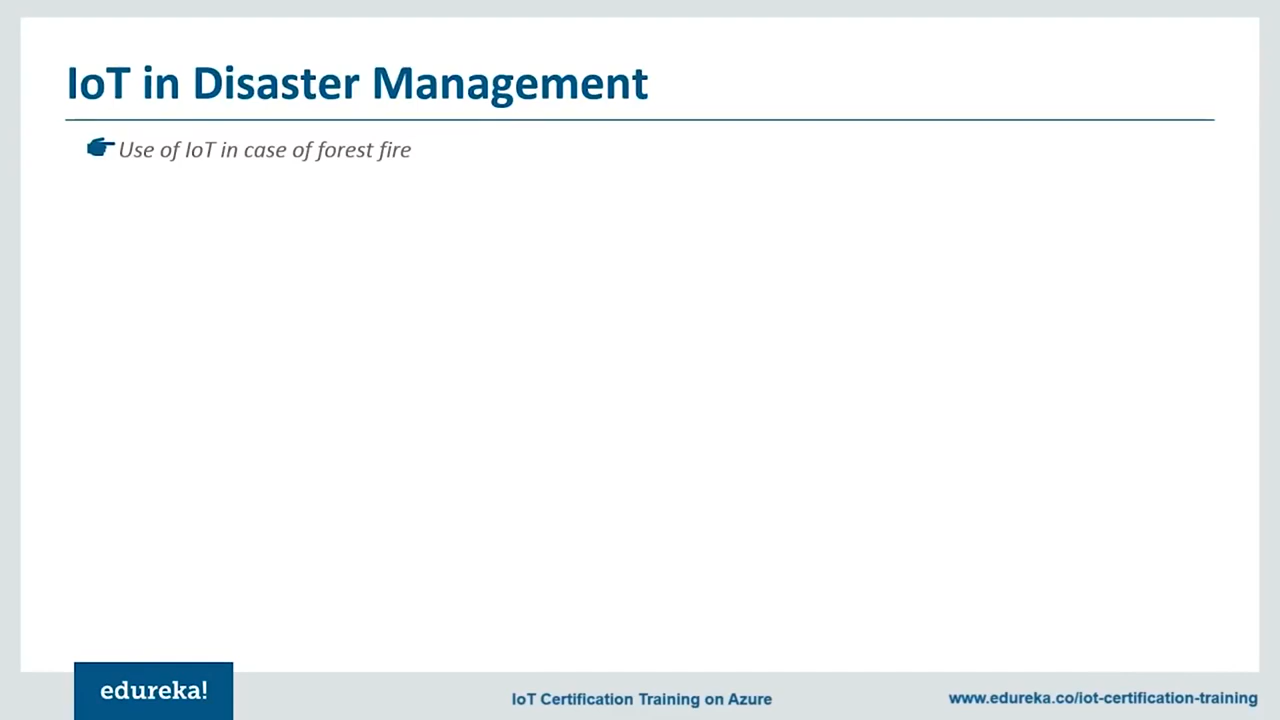 IoT in Disaster Management
Use of IoT in case of forest fire
edureka!
IoT Certification Training on Azure
www.edureka.co/iot-certification-training